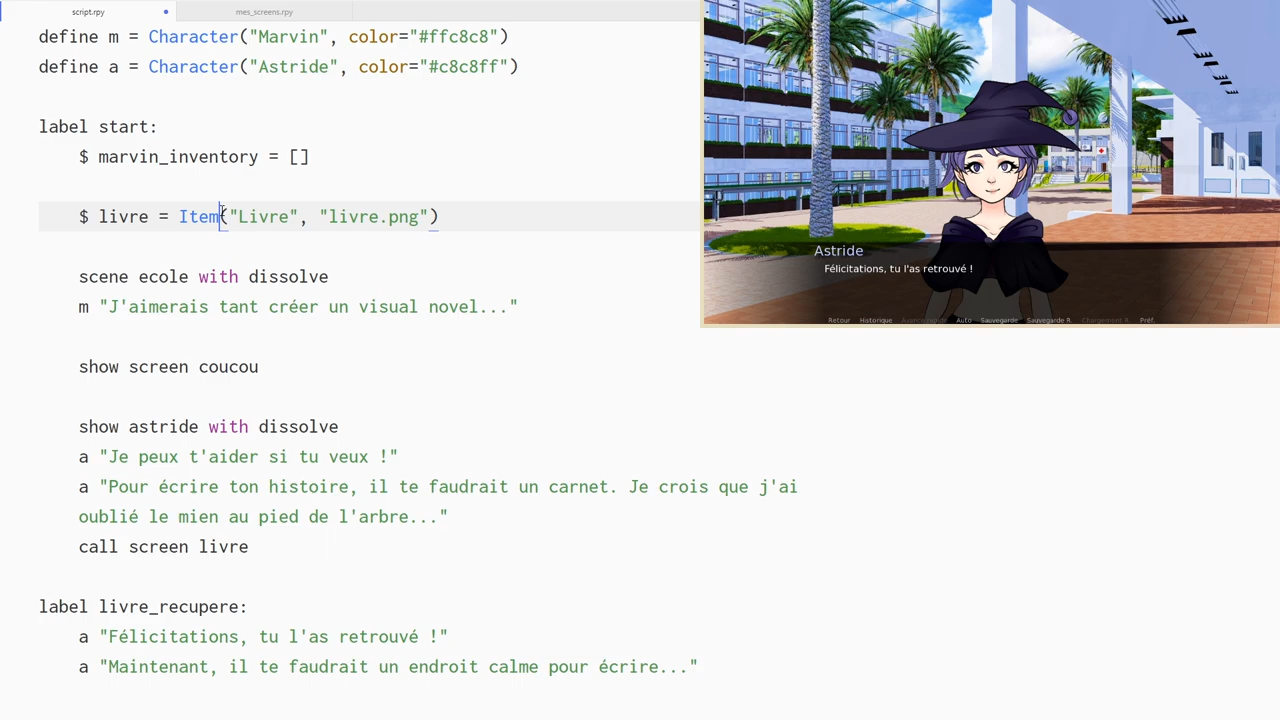 script.rpy
mes_screens.rpy
define m = Character("Marvin", color="#ffc8c8")
define a = Character("Astride", color="#c8c8ff")
label start:
$ marvin_inventory = []
$ livre = Item("Livre", "livre.png")
scene ecole with dissolve
m "J'aimerais tant créer un visual novel..."
show screen coucou
show astride with dissolve
a "Je peux t'aider si tu veux !"
a "Pour écrire ton histoire, il te faudrait un carnet. Je crois que j'ai
oublié le mien au pied de l'arbre..."
call screen livre
label livre_recupere:
a "Félicitations, tu l'as retrouvé !"
a "Maintenant, il te faudrait un endroit calme pour écrire..."
Astride
Félicitations, tu l'as retrouvé !
Retour Historique Avance rapide Auto Sauvegarde Sauvegarde R. Chargement R. Préf.